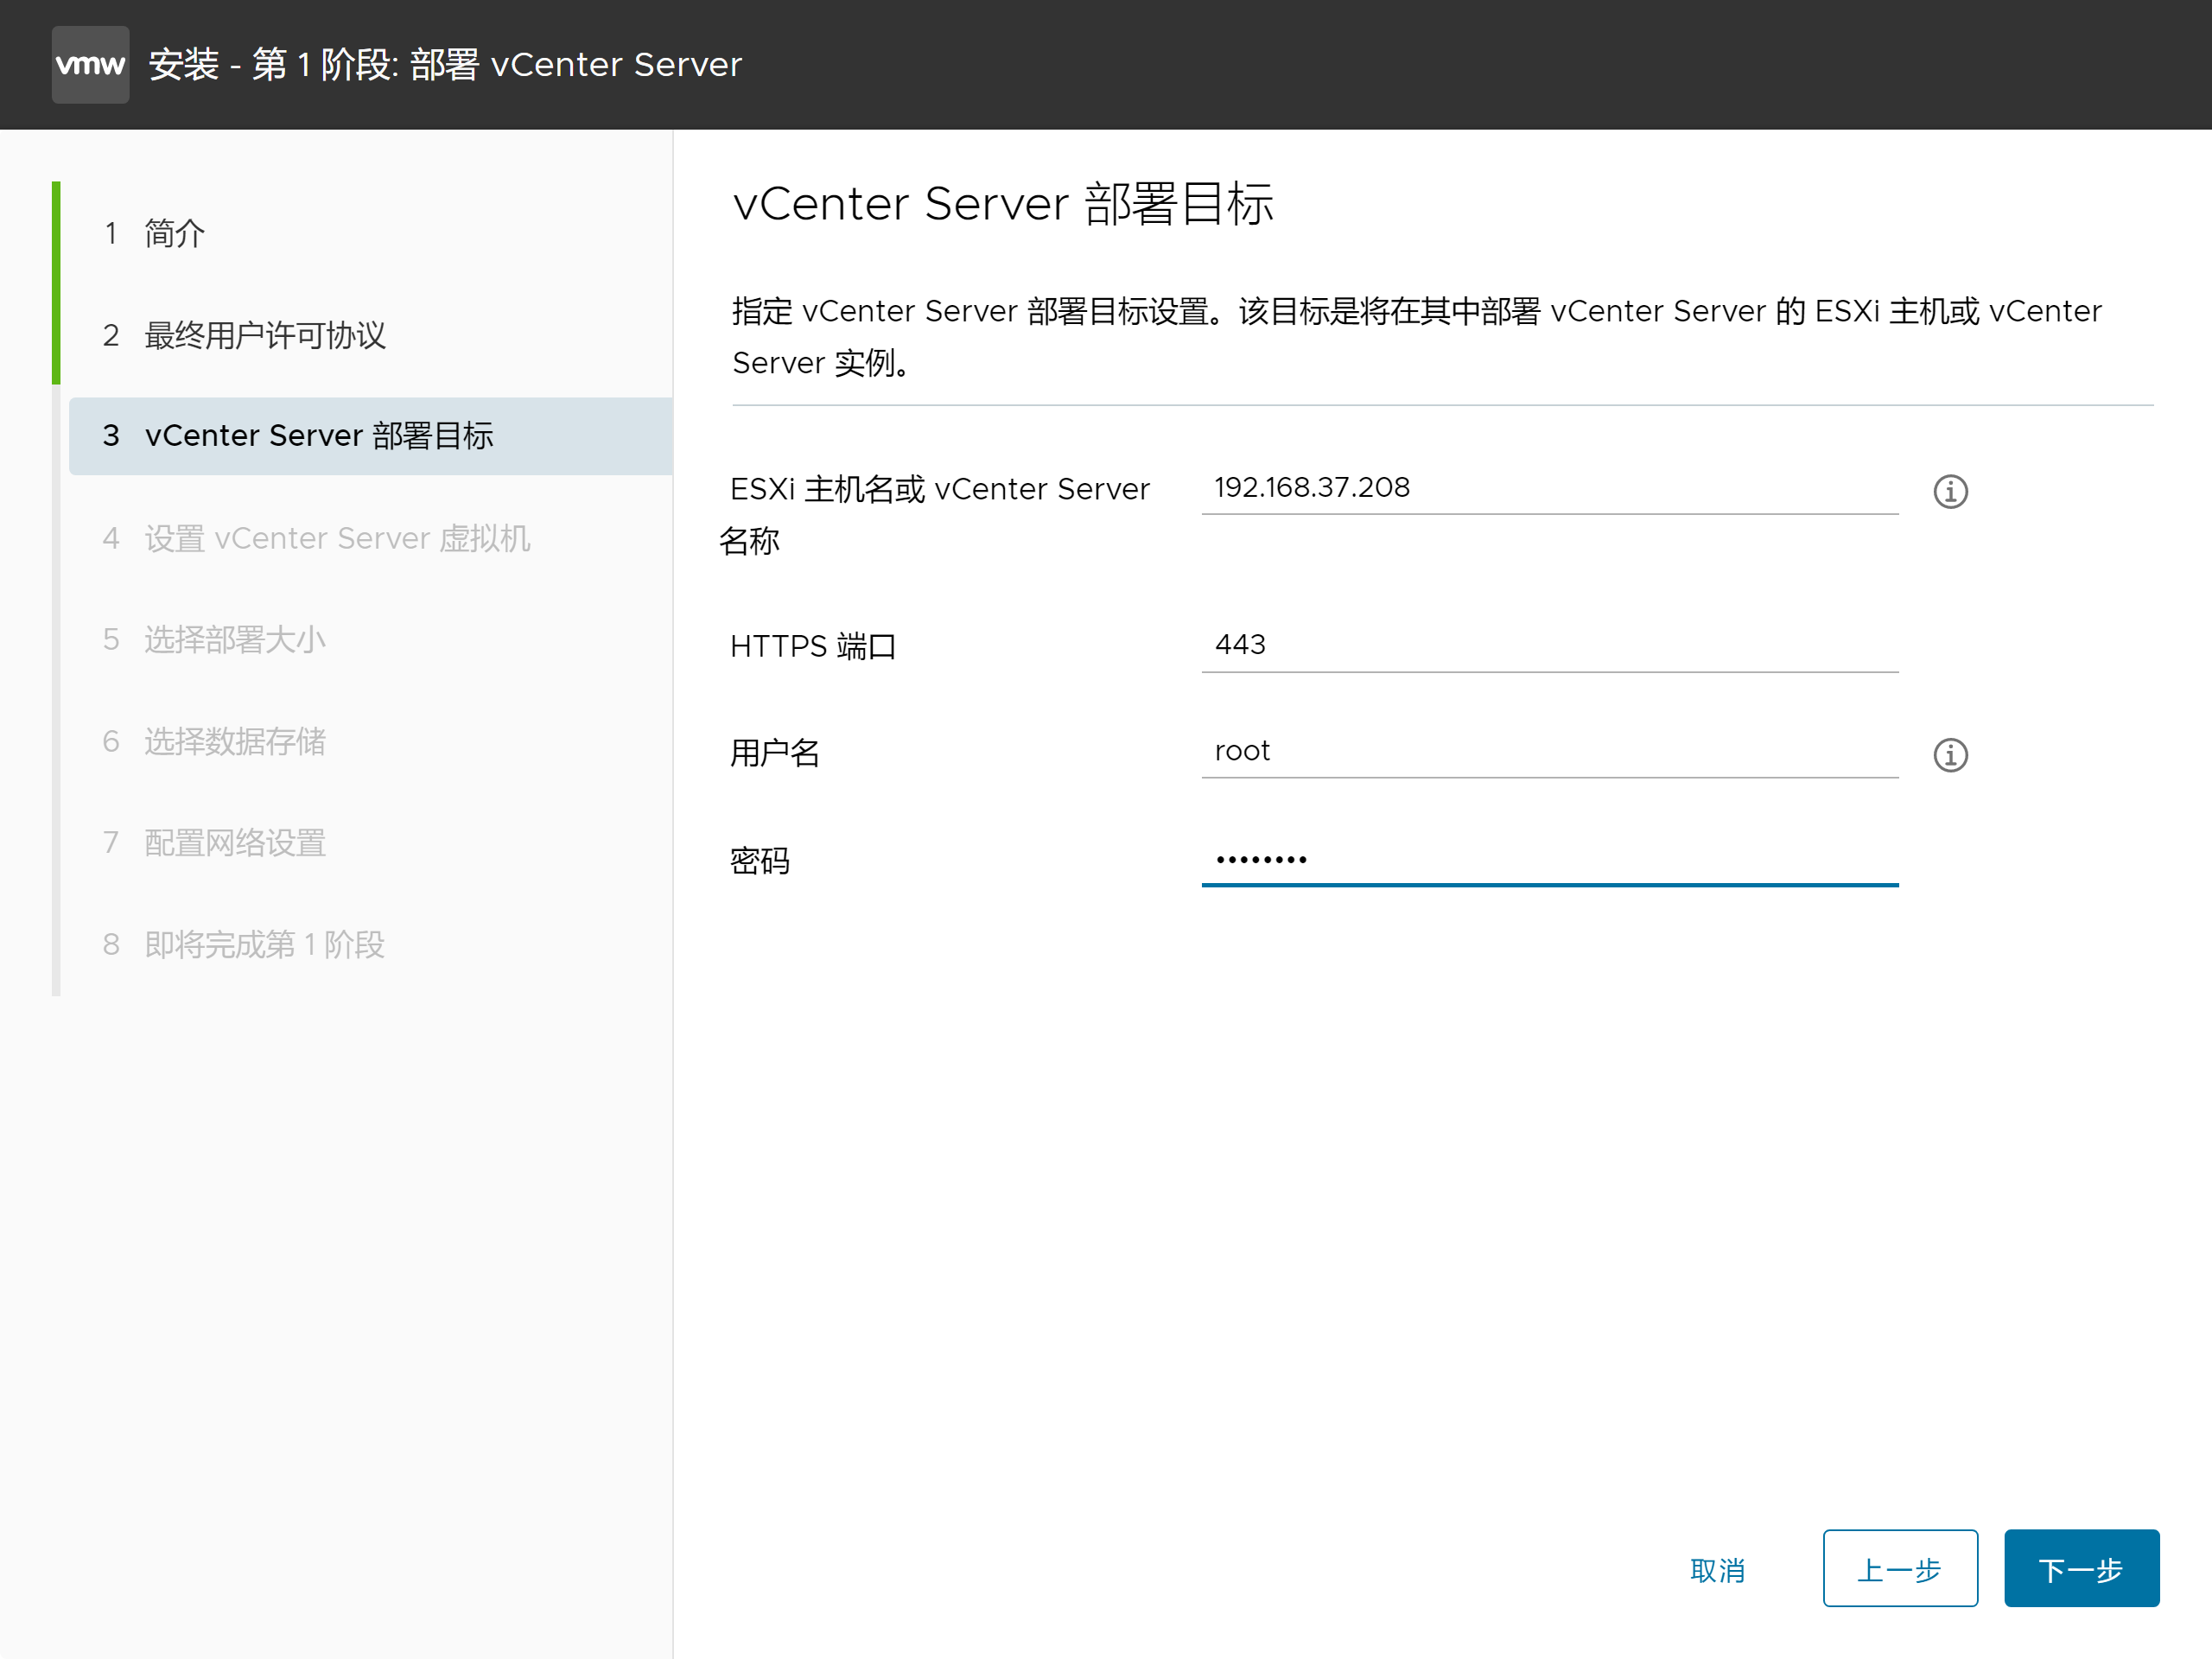 vmw 安装 - 第 1 阶段: 部署 vCenter Server
1 简介
2 最终用户许可协议
3 vCenter Server 部署目标
4 设置 vCenter Server 虚拟机
5 选择部署大小
6 选择数据存储
7 配置网络设置
8 即将完成第 1 阶段
vCenter Server 部署目标
指定 vCenter Server 部署目标设置。该目标是将在其中部署 vCenter Server 的 ESXi 主机或 vCenter
Server 实例。
ESXi 主机名或 vCenter Server 192.168.37.208
名称
HTTPS 端口 443
用户名 root
密码 ••••••••
取消 上一步 下一步